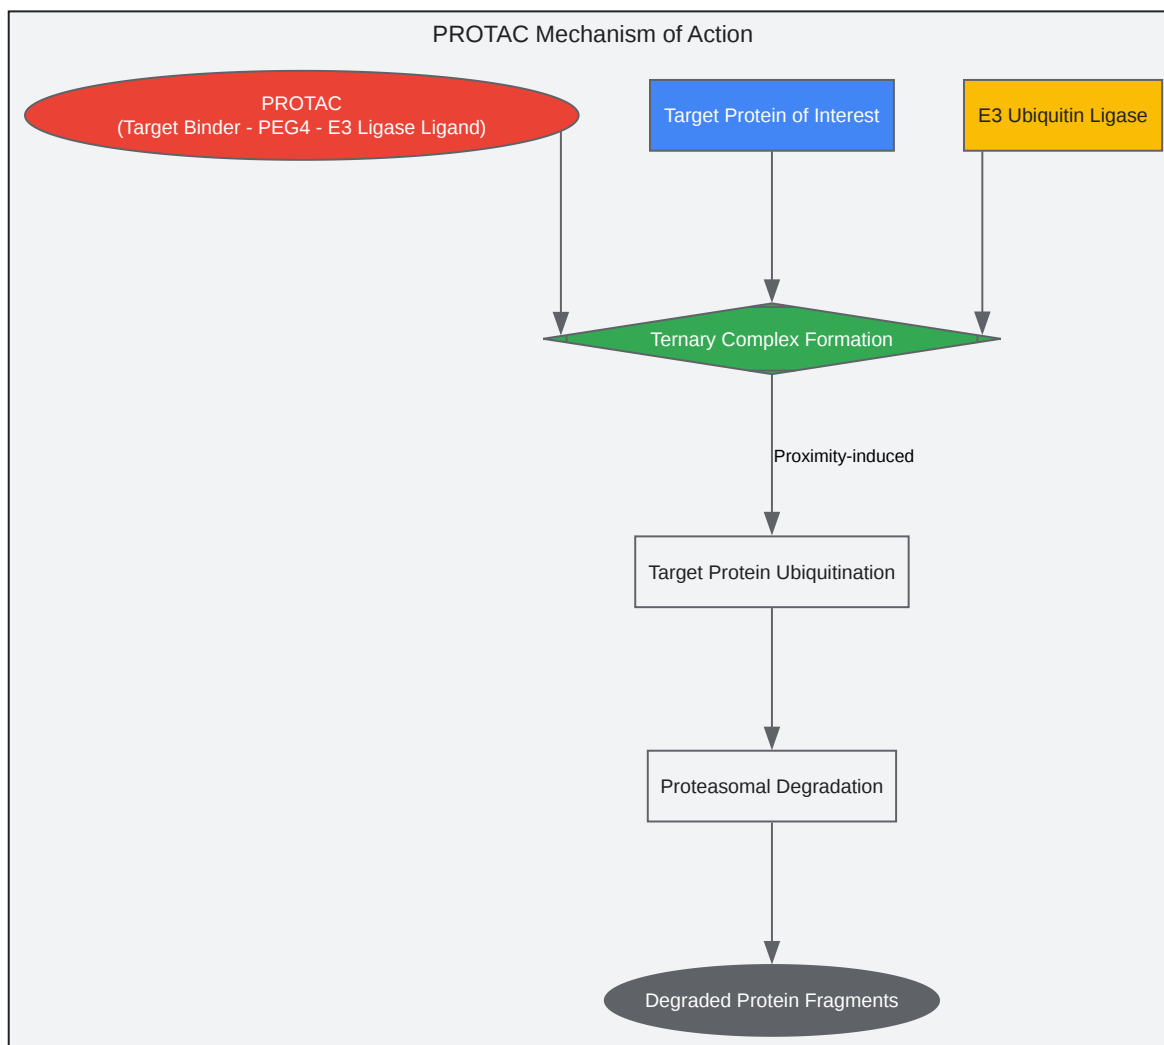 PROTAC Mechanism of Action
PROTAC
(Target Binder - PEG4 - E3 Ligase Ligand)
Target Protein of Interest
E3 Ubiquitin Ligase
Ternary Complex Formation
Proximity-induced
Target Protein Ubiquitination
Proteasomal Degradation
Degraded Protein Fragments